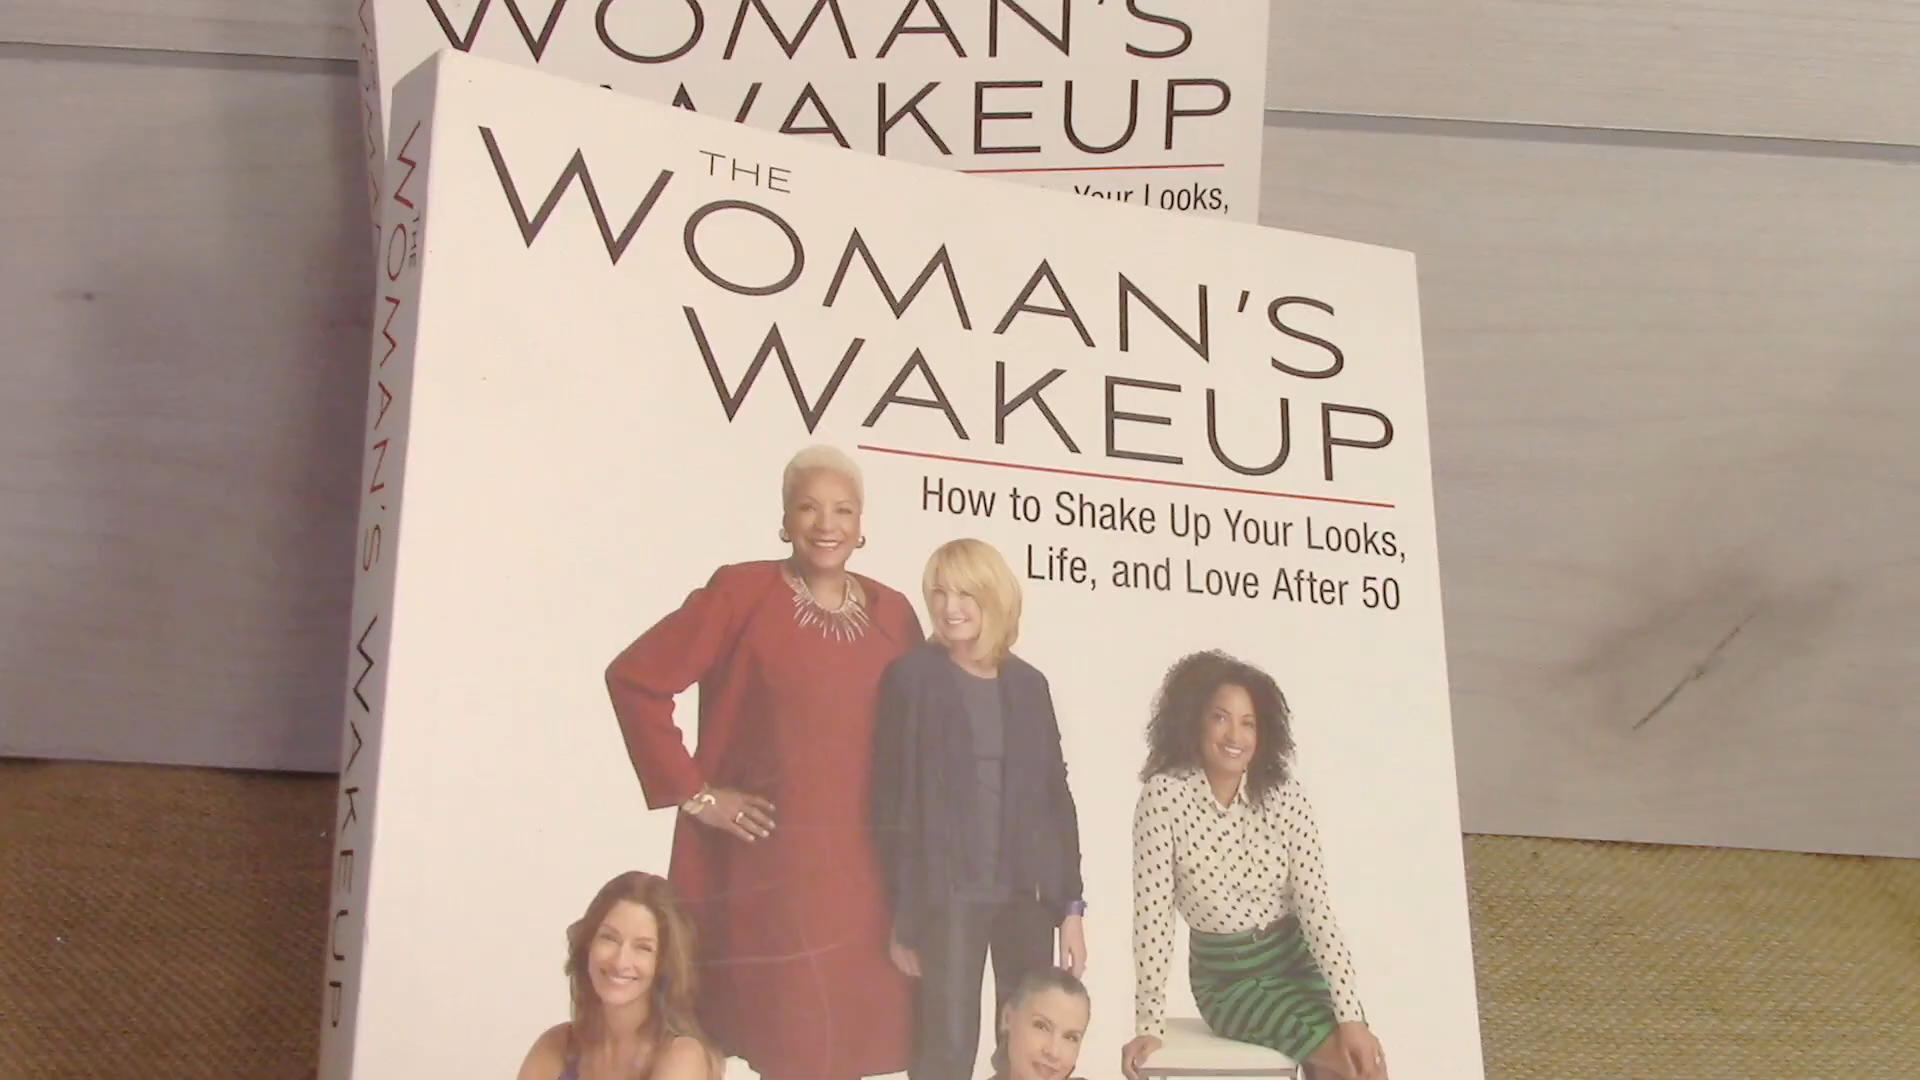 WOMAN'S
WAKEUP
Your Looks,
THE
WOMAN'S
WAKEUP
How to Shake Up Your Looks,
Life, and Love After 50
THE WOMAN'S WAKEUP
WOMAN